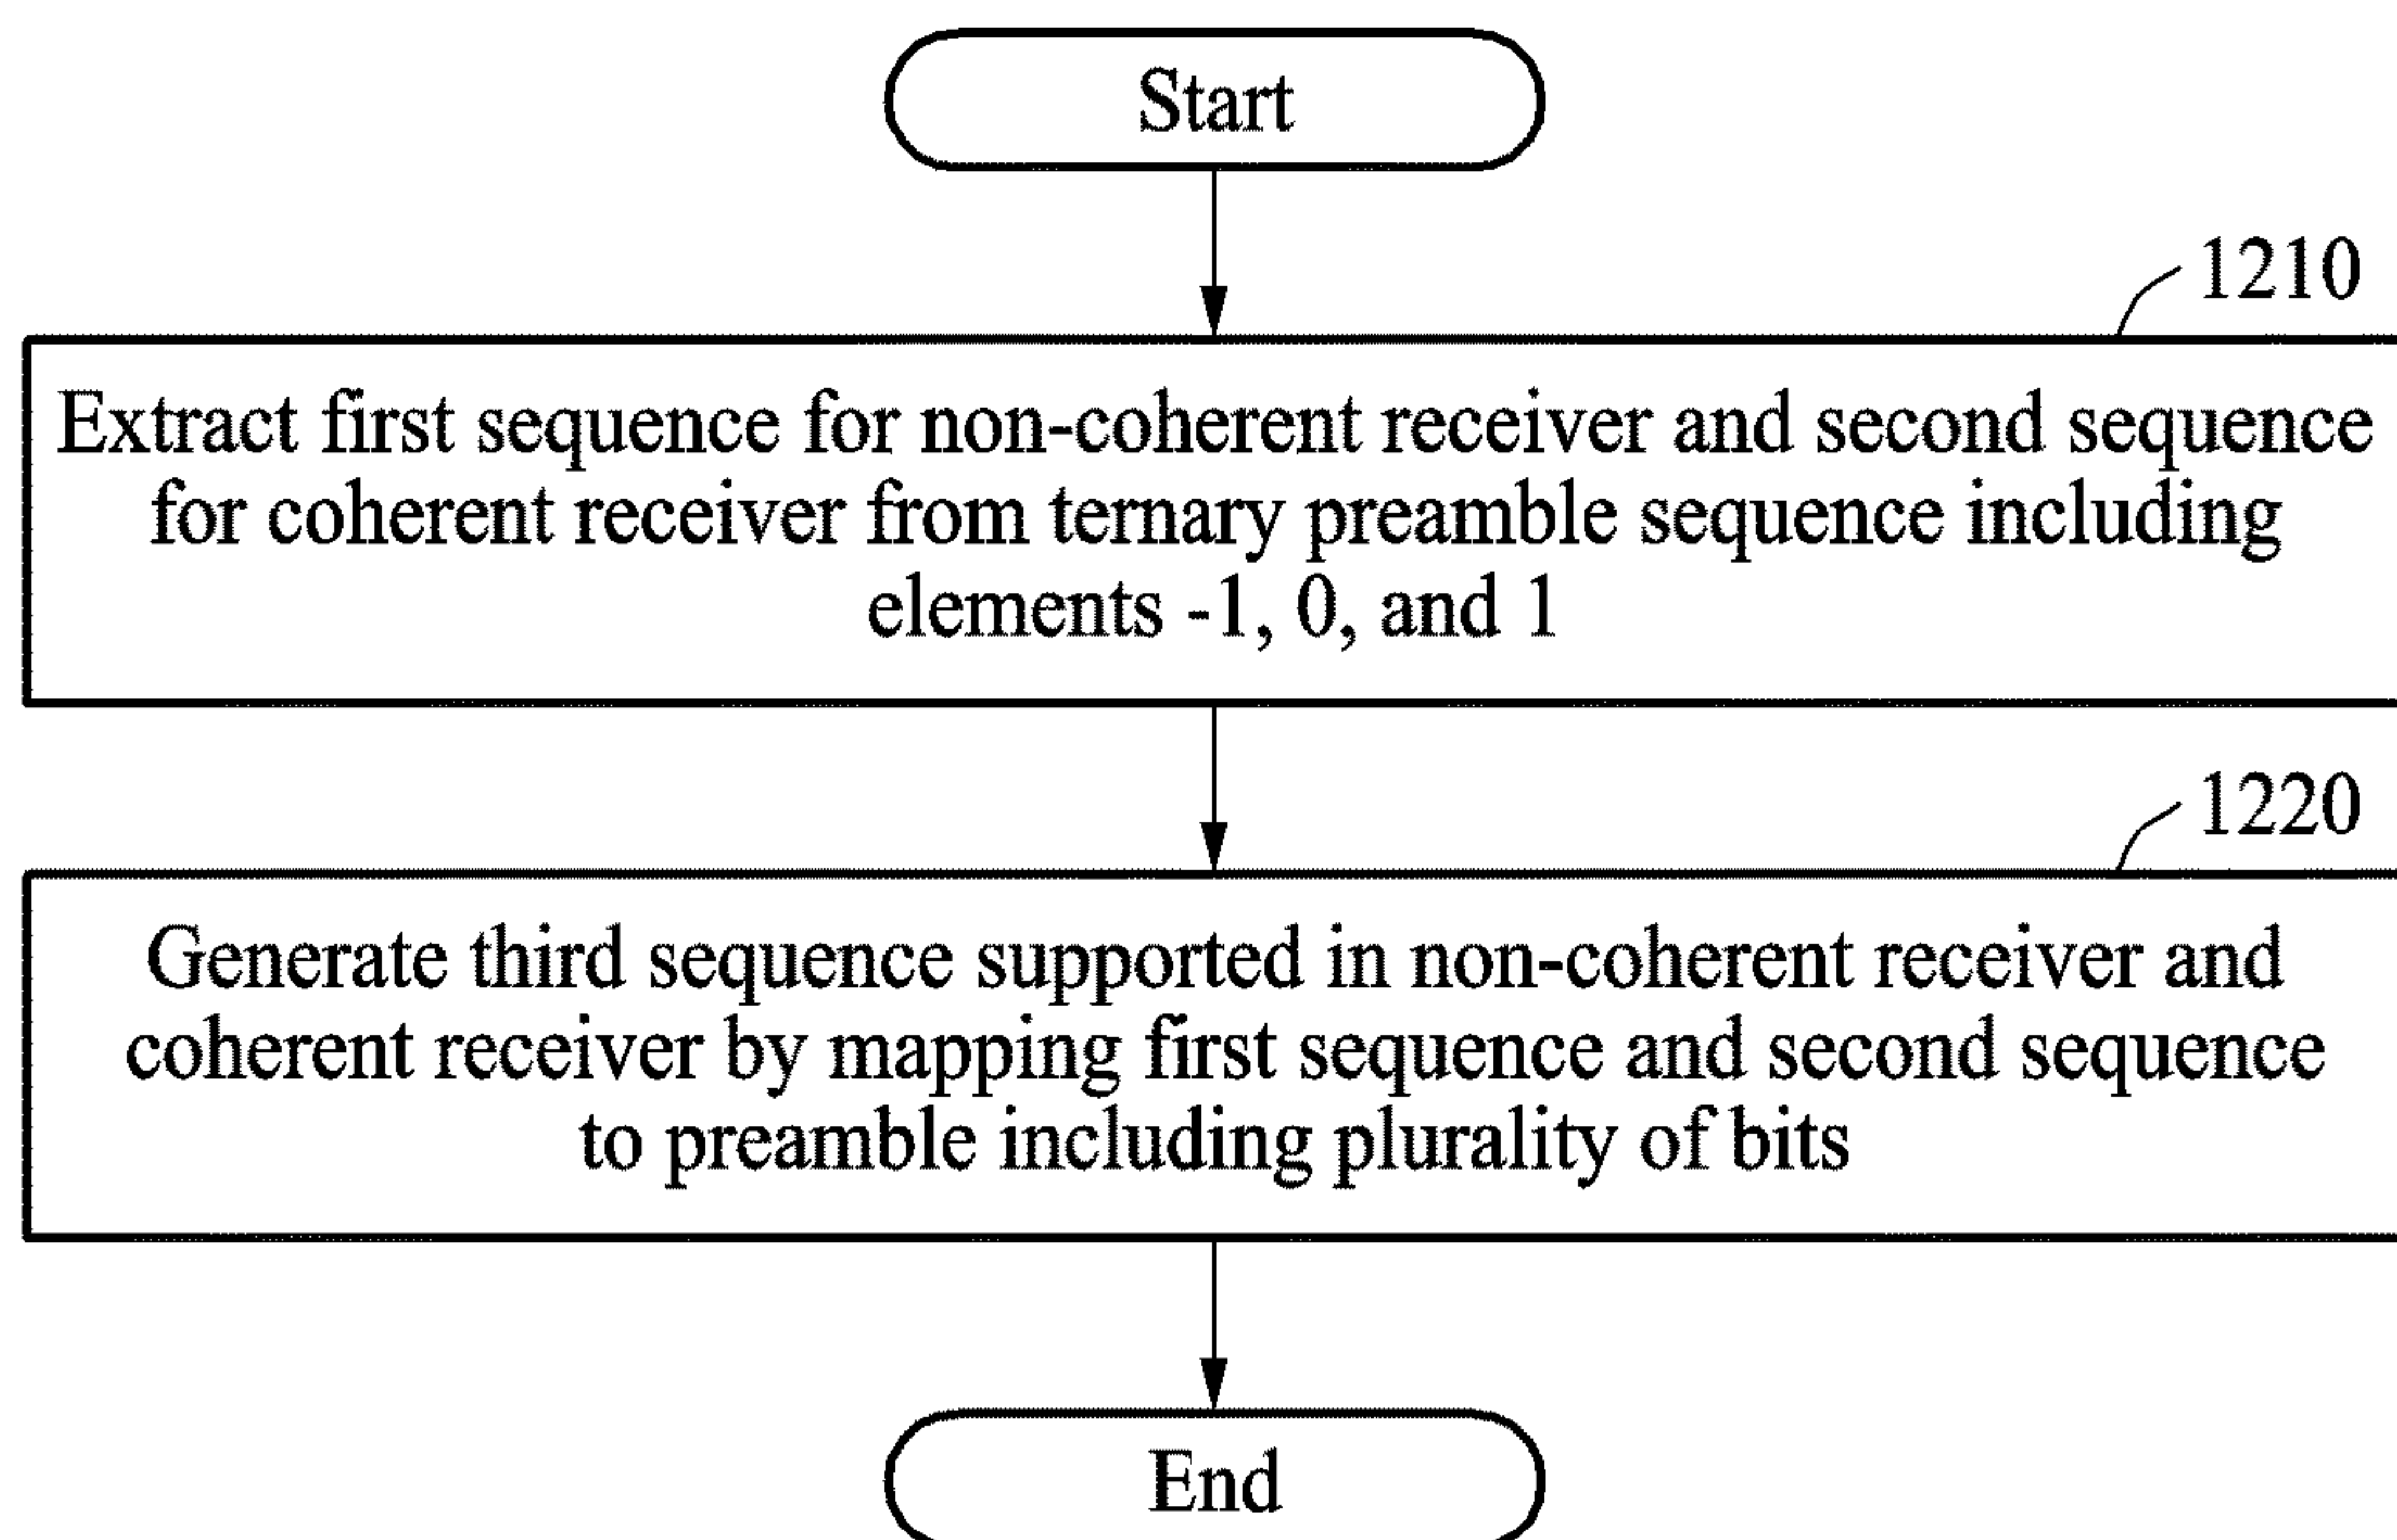 Start
1210
Extract first sequence for non-coherent receiver and second sequence
for coherent receiver from ternary preamble sequence including
elements -1, 0, and 1
1220
Generate third sequence supported in non-coherent receiver and
coherent receiver by mapping first sequence and second sequence
to preamble including plurality of bits
End